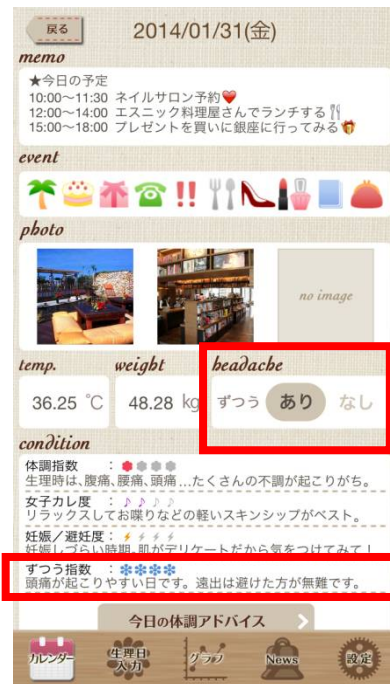 戻る
2014/01/31(金)
memo
★今日の予定
10:00〜11:30 ネイルサロン予約
12:00〜14:00 エスニック料理屋さんでランチする
15:00〜18:00 プレゼントを買いに銀座に行ってみる
event
photo
no image
temp.
weight
headache
36.25 ℃
48.28 kg
ずつう
あり
なし
condition
体調指数 :
生理時は、腹痛、腰痛、頭痛…たくさんの不調が起こりがち。
女子カレ度 :
リラックスしてお喋りなどの軽いスキンシップがベスト。
妊娠／避妊度 :
妊娠しづらい時期。肌がデリケートだから気をつけてみて！
ずつう指数 :
頭痛が起こりやすい日です。遠出は避けた方が無難です。
今日の体調アドバイス
カレンダー
生理日
入力
グラフ
News
設定